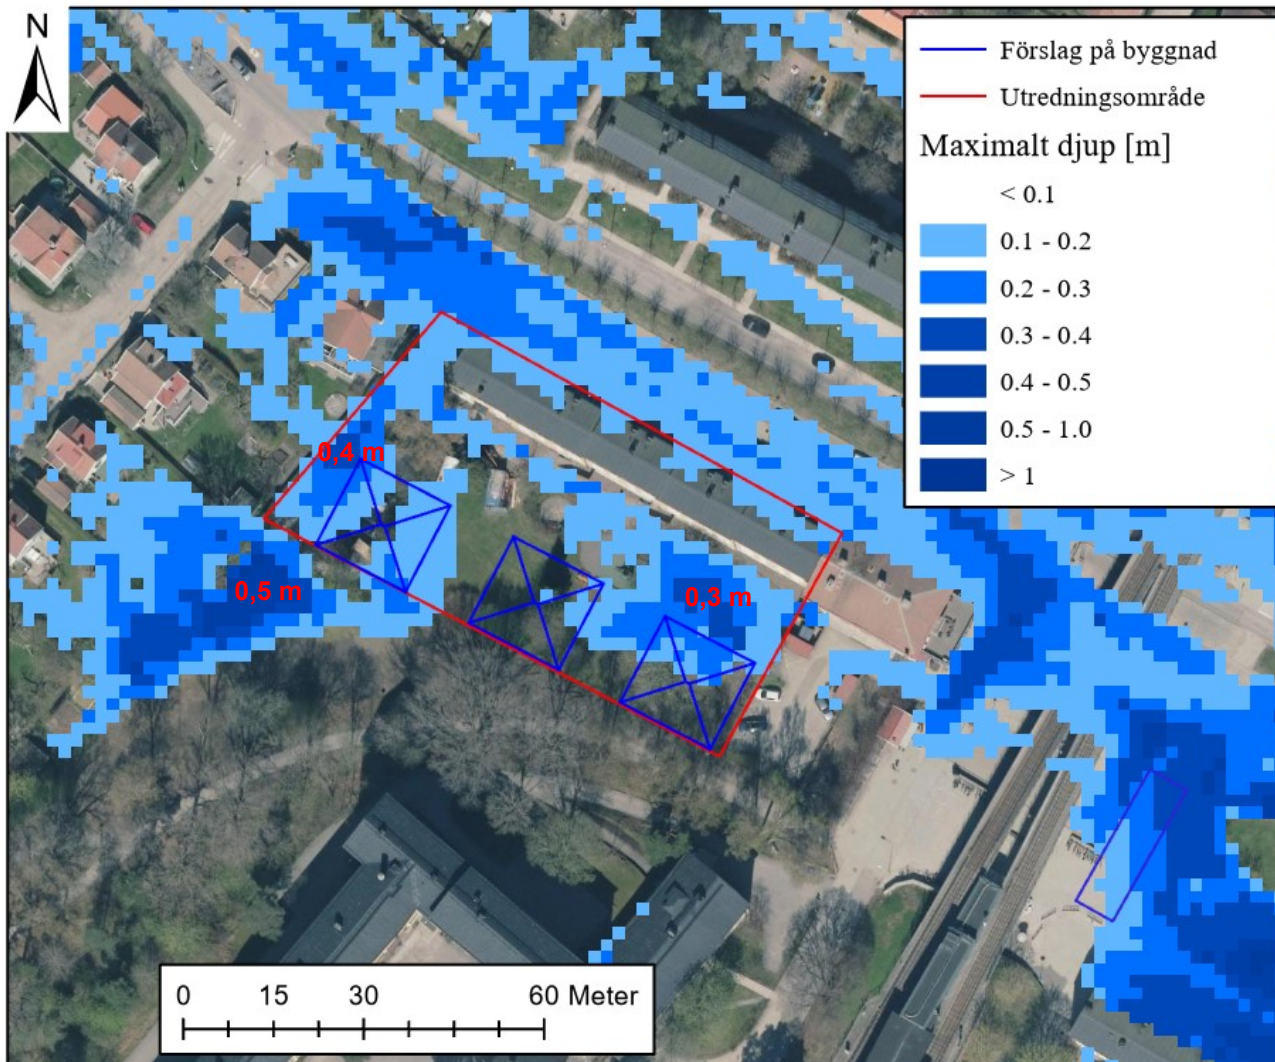 N
Förslag på byggnad
Utredningsområde
Maximalt djup [m]
< 0.1
0.1 - 0.2
0.2 - 0.3
0.3 - 0.4
0.4 - 0.5
0.5 - 1.0
> 1
0,4 m
0,5 m
0,3 m
0 15 30 60 Meter